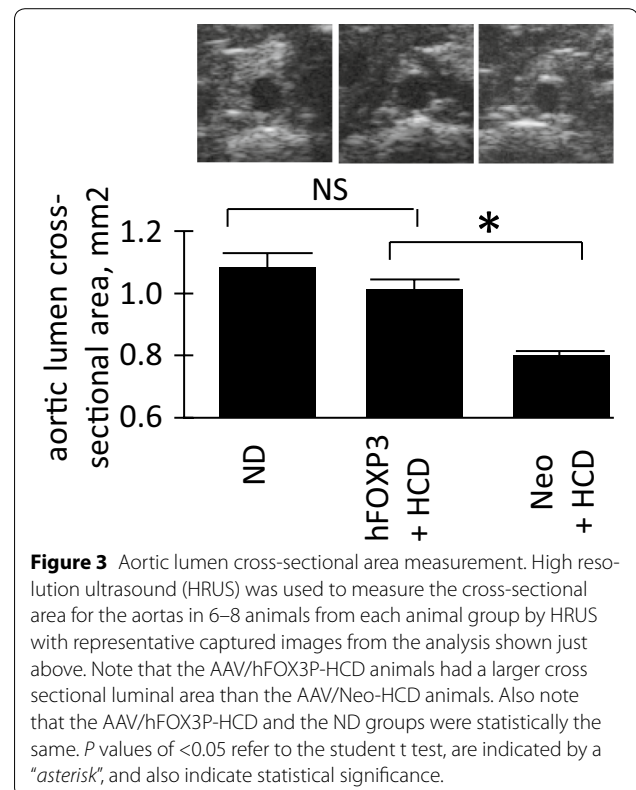 NS
*
aortic lumen cross-
sectional area, mm2
1.2
1.0
0.8
0.6
ND
hFOXP3
+ HCD
Neo
+ HCD
Figure 3 Aortic lumen cross-sectional area measurement. High reso-
lution ultrasound (HRUS) was used to measure the cross-sectional
area for the aortas in 6–8 animals from each animal group by HRUS
with representative captured images from the analysis shown just
above. Note that the AAV/hFOX3P-HCD animals had a larger cross
sectional luminal area than the AAV/Neo-HCD animals. Also note
that the AAV/hFOX3P-HCD and the ND groups were statistically the
same. P values of <0.05 refer to the student t test, are indicated by a
“asterisk”, and also indicate statistical significance.